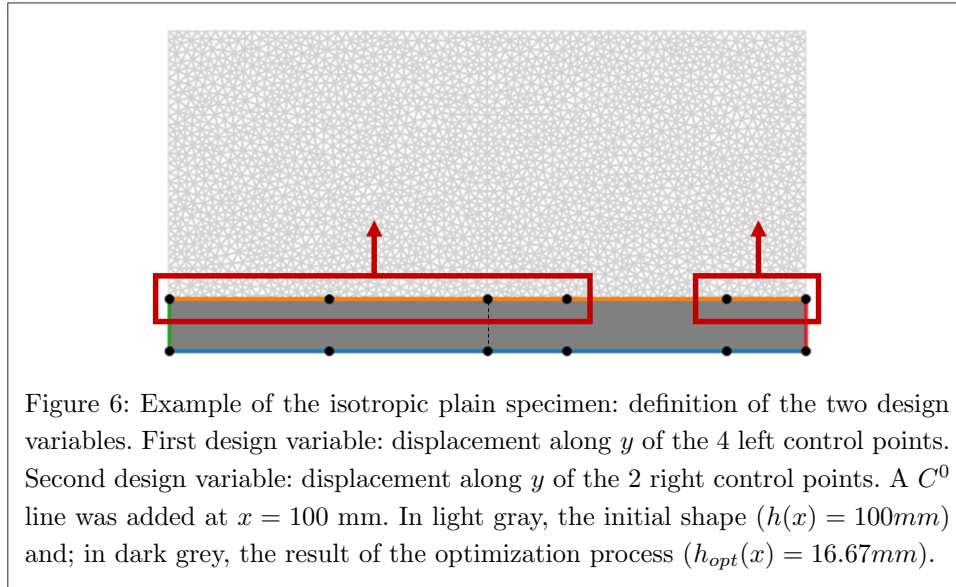 Figure 6: Example of the isotropic plain specimen: definition of the two design
variables. First design variable: displacement along y of the 4 left control points.
Second design variable: displacement along y of the 2 right control points. A C⁰
line was added at x = 100 mm. In light gray, the initial shape (h(x) = 100mm)
and; in dark grey, the result of the optimization process (hₒₚₜ(x) = 16.67mm).